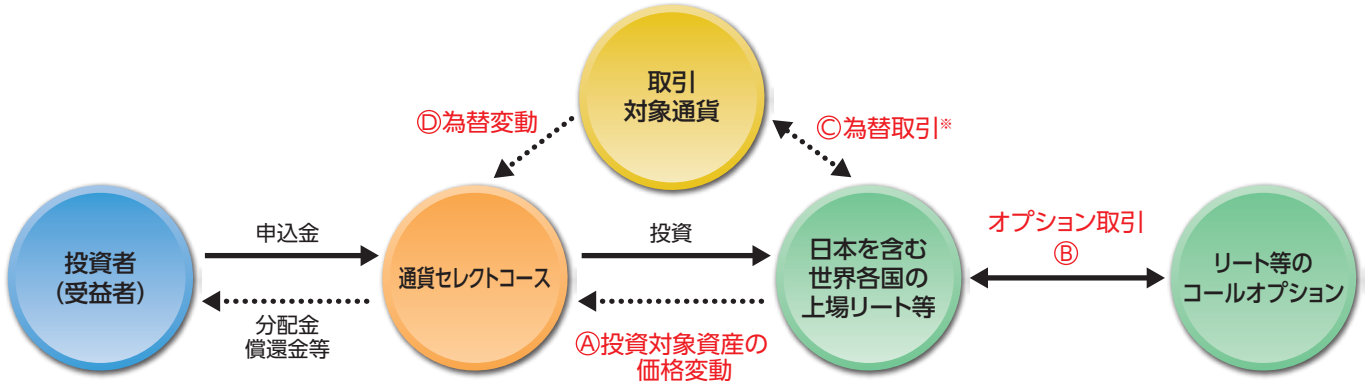 取引
対象通貨
Ⓓ為替変動
Ⓒ為替取引※
投資者
(受益者)
申込金
分配金
償還金等
通貨セレクトコース
投資
Ⓐ投資対象資産の
価格変動
日本を含む
世界各国の
上場リート等
オプション取引
Ⓑ
リート等の
コールオプション